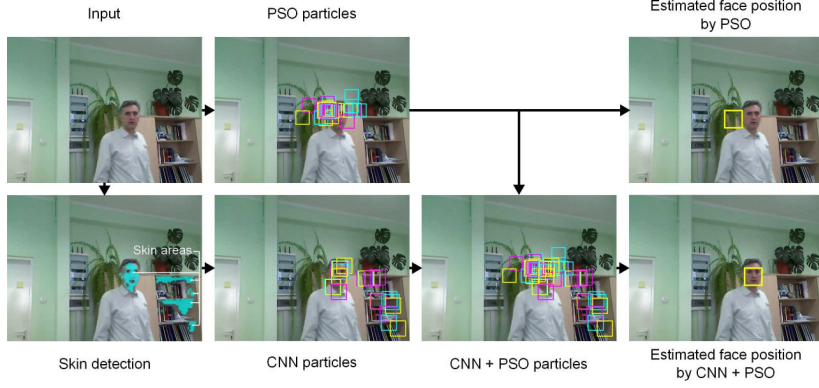 Input
PSO particles
Estimated face position
by PSO
Skin areas
Skin detection
CNN particles
CNN + PSO particles
Estimated face position
by CNN + PSO